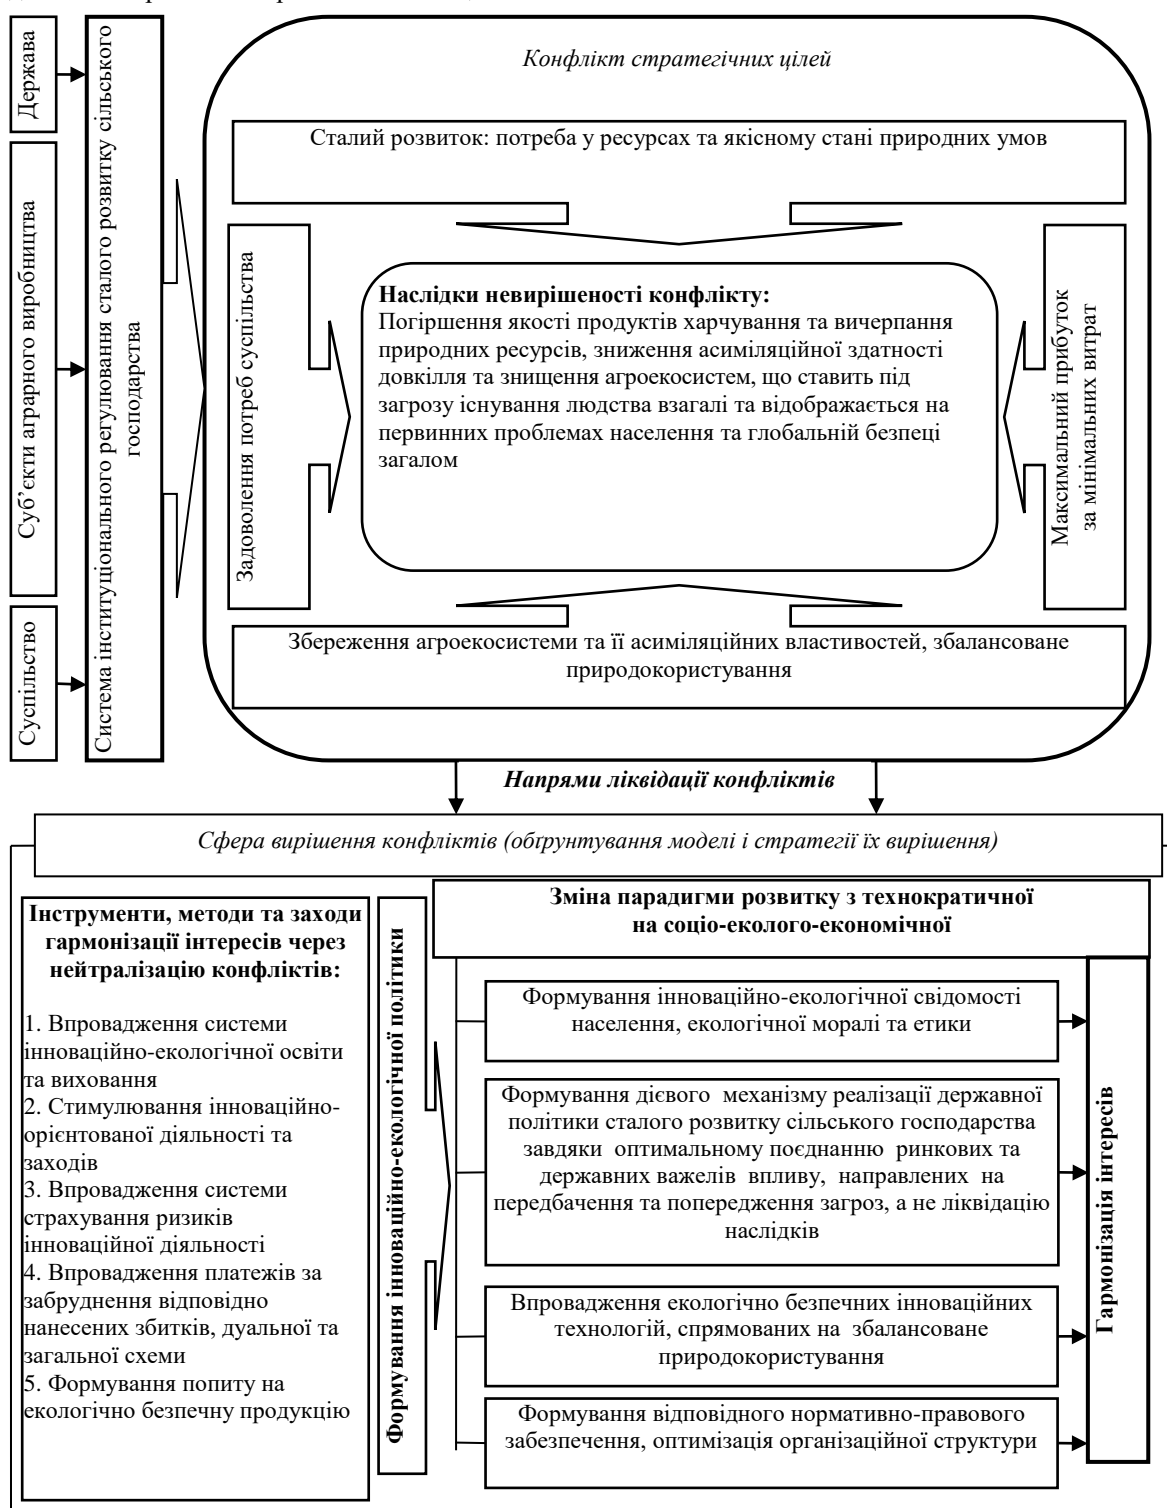 Держава
Суб’єкти аграрного виробництва
Суспільство
Система інституціонального регулювання сталого розвитку сільського
господарства
Конфлікт стратегічних цілей
Сталий розвиток: потреба у ресурсах та якісному стані природних умов
Задоволення потреб суспільства
Наслідки невирішеності конфлікту:
Погіршення якості продуктів харчування та вичерпання
природних ресурсів, зниження асиміляційної здатності
довкілля та знищення агроекосистем, що ставить під
загрозу існування людства взагалі та відображається на
первинних проблемах населення та глобальній безпеці
загалом
Максимальний прибуток
за мінімальних витрат
Збереження агроекосистеми та її асиміляційних властивостей, збалансоване
природокористування
Напрями ліквідації конфліктів
Сфера вирішення конфліктів (обґрунтування моделі і стратегії їх вирішення)
Інструменти, методи та заходи
гармонізації інтересів через
нейтралізацію конфліктів:
1. Впровадження системи
інноваційно-екологічної освіти
та виховання
2. Стимулювання інноваційно-
орієнтованої діяльності та
заходів
3. Впровадження системи
страхування ризиків
інноваційної діяльності
4. Впровадження платежів за
забруднення відповідно
нанесених збитків, дуальної та
загальної схеми
5. Формування попиту на
екологічно безпечну продукцію
Формування інноваційно-екологічної політики
Зміна парадигми розвитку з технократичної
на соціо-еколого-економічної
Формування інноваційно-екологічної свідомості
населення, екологічної моралі та етики
Формування дієвого механізму реалізації державної
політики сталого розвитку сільського господарства
завдяки оптимальному поєднанню ринкових та
державних важелів впливу, направлених на
передбачення та попередження загроз, а не ліквідацію
наслідків
Впровадження екологічно безпечних інноваційних
технологій, спрямованих на збалансоване
природокористування
Формування відповідного нормативно-правового
забезпечення, оптимізація організаційної структури
Гармонізація інтересів